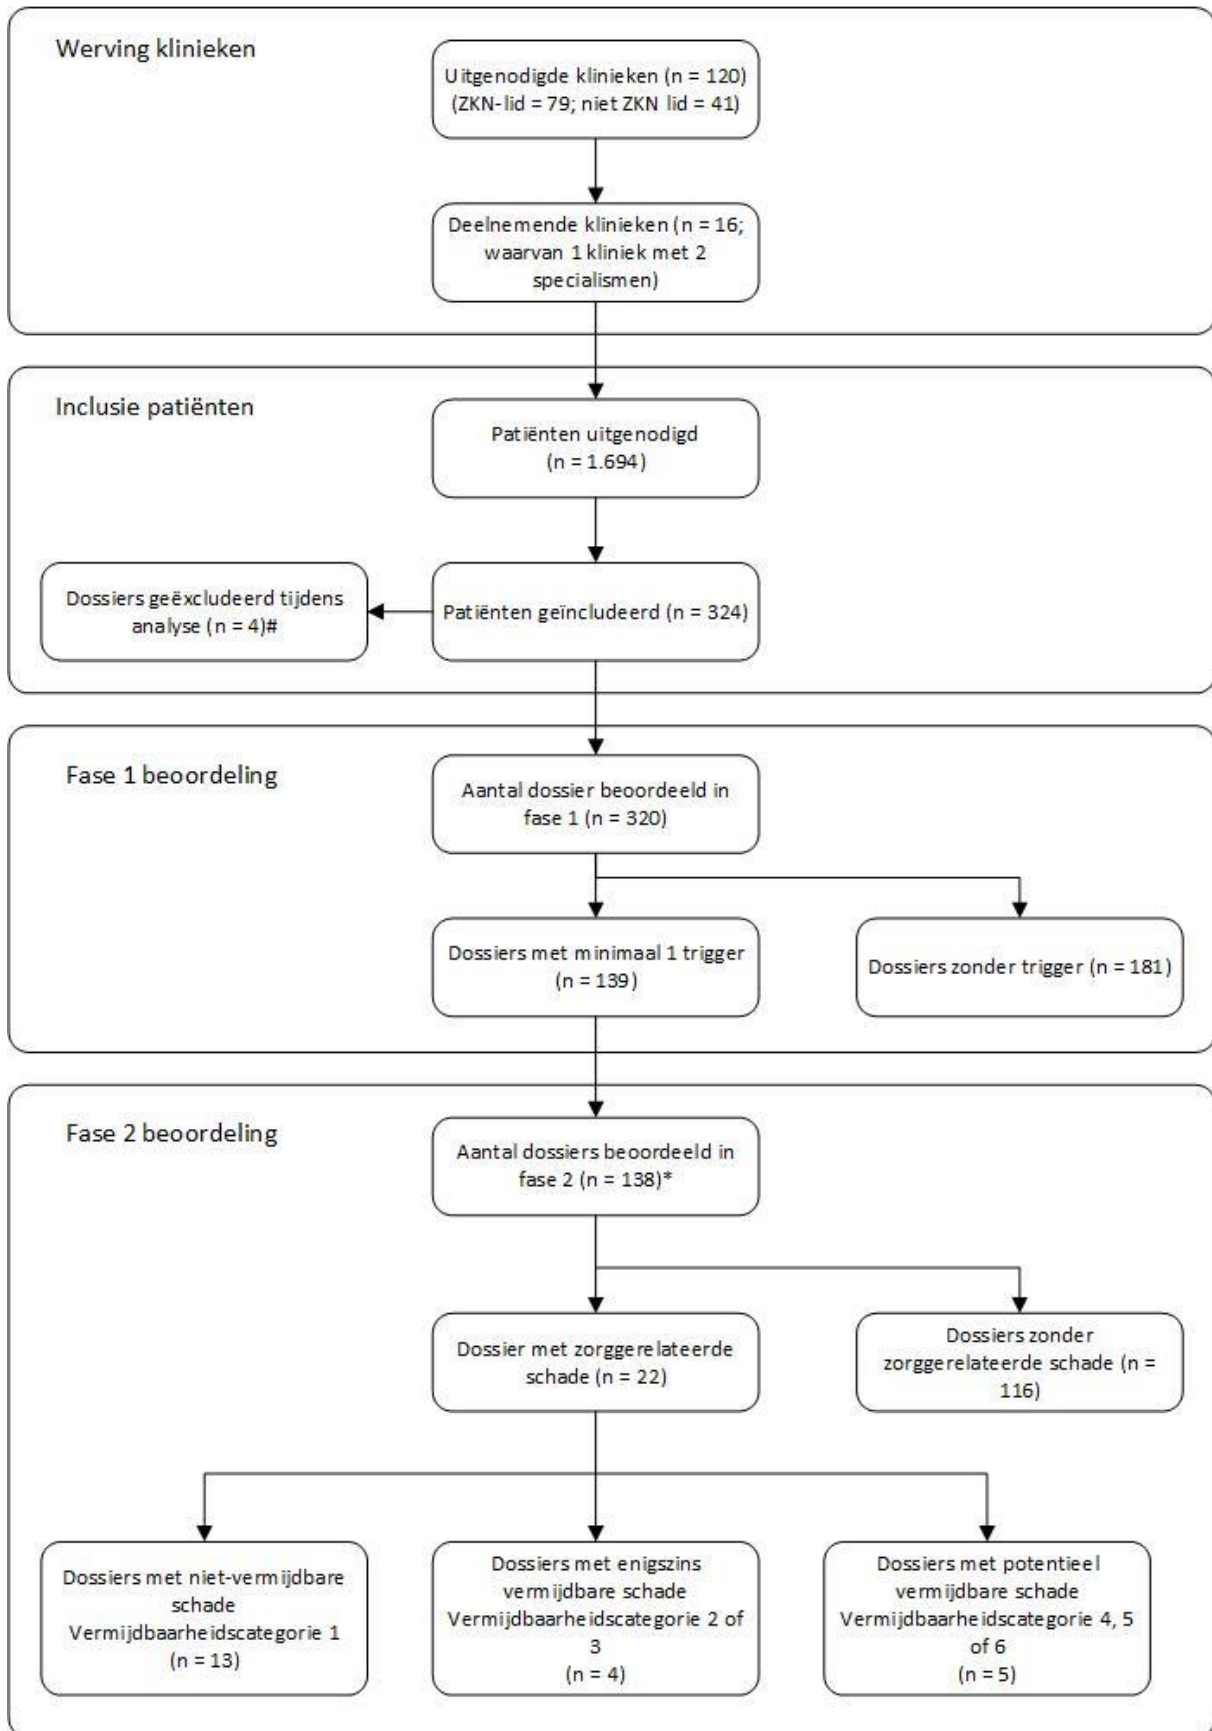 Werving klinieken
Uitgenodigde klinieken (n = 120)
(ZKN-lid = 79; niet ZKN lid = 41)
Deelnemende klinieken (n = 16;
waarvan 1 kliniek met 2
specialismen)
Inclusie patiënten
Patiënten uitgenodigd
(n = 1.694)
Dossiers geëxcludeerd tijdens
analyse (n = 4)#
Patiënten geïncludeerd (n = 324)
Fase 1 beoordeling
Aantal dossier beoordeeld in
fase 1 (n = 320)
Dossiers met minimaal 1 trigger
(n = 139)
Dossiers zonder trigger (n = 181)
Fase 2 beoordeling
Aantal dossiers beoordeeld in
fase 2 (n = 138)*
Dossier met zorggerelateerde
schade (n = 22)
Dossiers zonder
zorggerelateerde schade (n =
116)
Dossiers met niet-vermijdbare
schade
Vermijdbaarheidscategorie 1
(n = 13)
Dossiers met enigszins
vermijdbare schade
Vermijdbaarheidscategorie 2 of
3
(n = 4)
Dossiers met potentieel
vermijdbare schade
Vermijdbaarheidscategorie 4, 5
of 6
(n = 5)